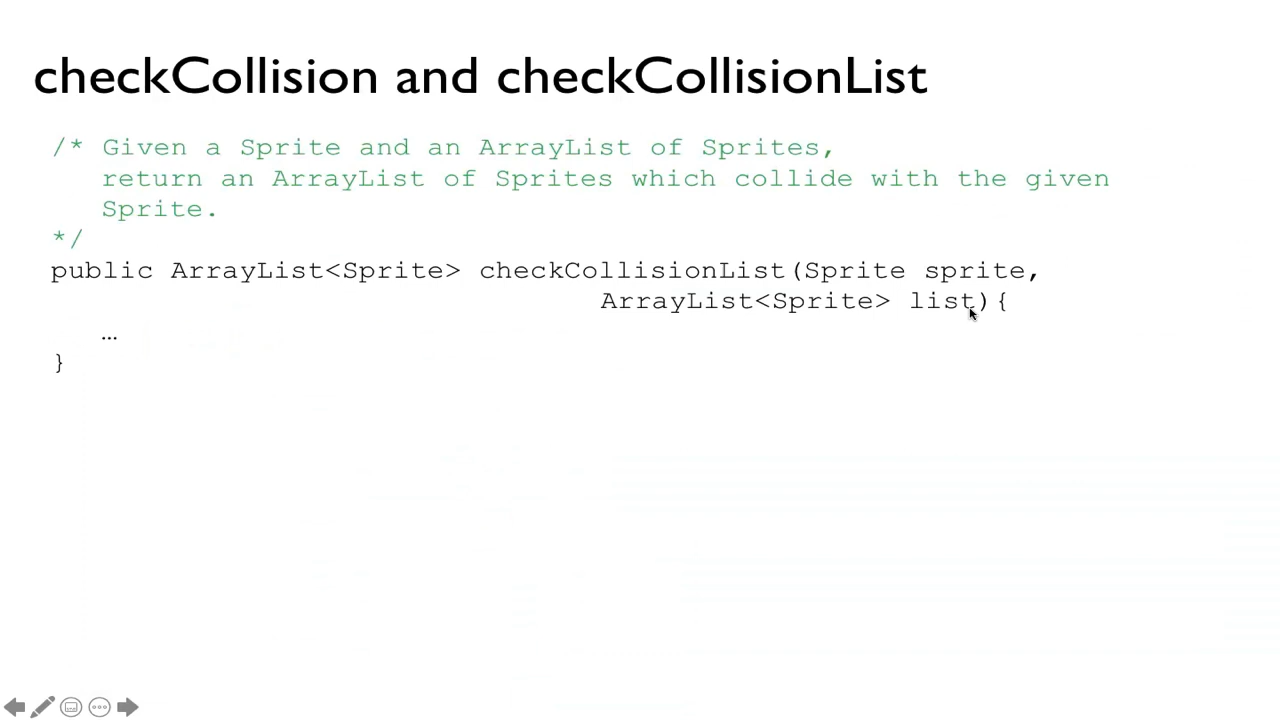 checkCollision and checkCollisionList
/* Given a Sprite and an ArrayList of Sprites,
return an ArrayList of Sprites which collide with the given
Sprite.
*/
public ArrayList<Sprite> checkCollisionList(Sprite sprite,
ArrayList<Sprite> list){
…
}